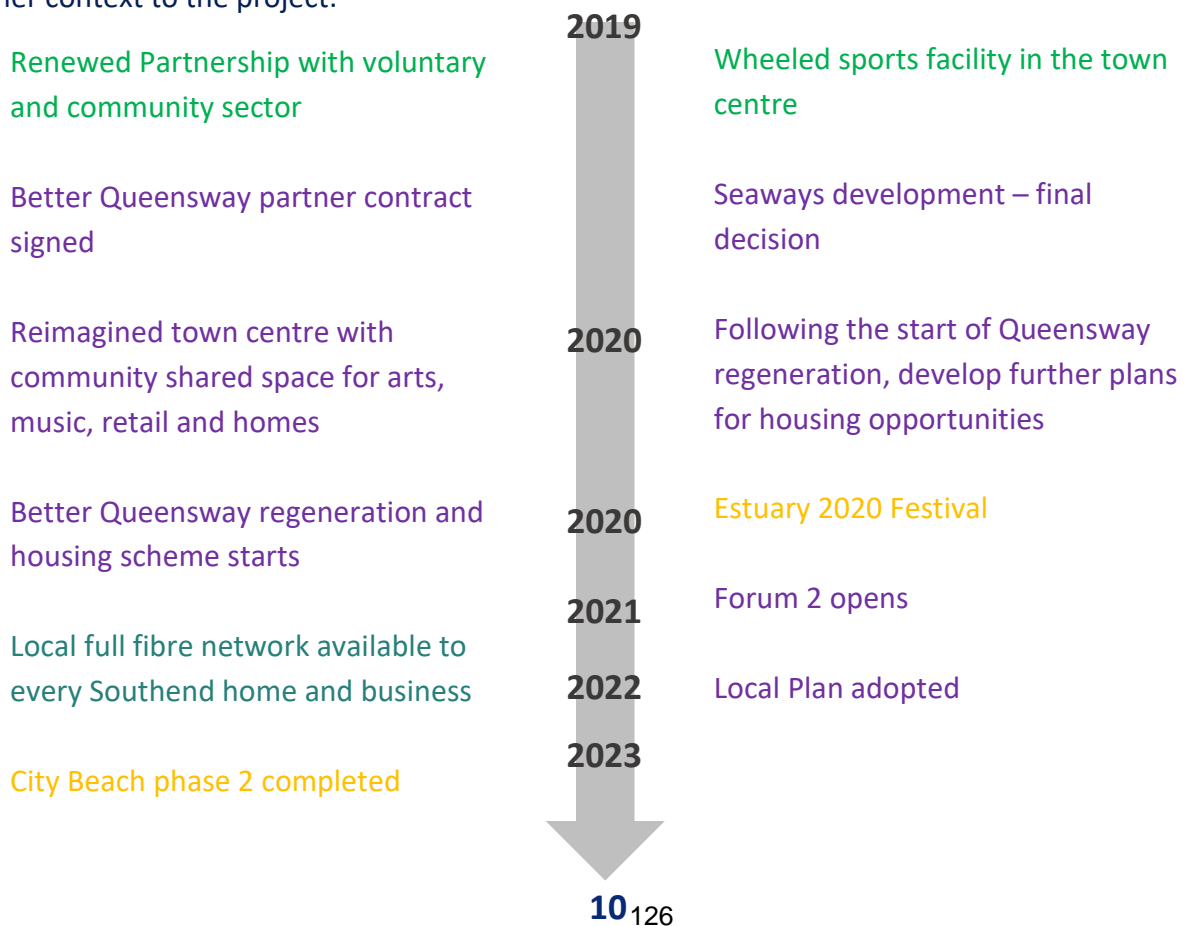 context to the project:
2019
Renewed Partnership with voluntary
and community sector
Wheeled sports facility in the town
centre
Better Queensway partner contract
signed
Seaways development – final
decision
Reimagined town centre with
community shared space for arts,
music, retail and homes
2020
Following the start of Queensway
regeneration, develop further plans
for housing opportunities
Better Queensway regeneration and
housing scheme starts
2020
Estuary 2020 Festival
2021
Forum 2 opens
Local full fibre network available to
every Southend home and business
2022
Local Plan adopted
2023
City Beach phase 2 completed
10
126